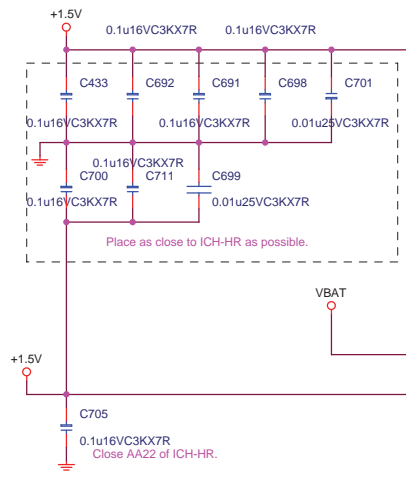 +1.5V
0.1u16VC3KX7R 0.1u16VC3KX7R
C433 C692 C691 C698 C701
0.1u16VC3KX7R 0.1u16VC3KX7R 0.01u25VC3KX7R
0.1u16VC3KX7R
C700 C711 C699
0.1u16VC3KX7R 0.01u25VC3KX7R
Place as close to ICH-HR as possible.
VBAT
+1.5V
C705
0.1u16VC3KX7R
Close AA22 of ICH-HR.